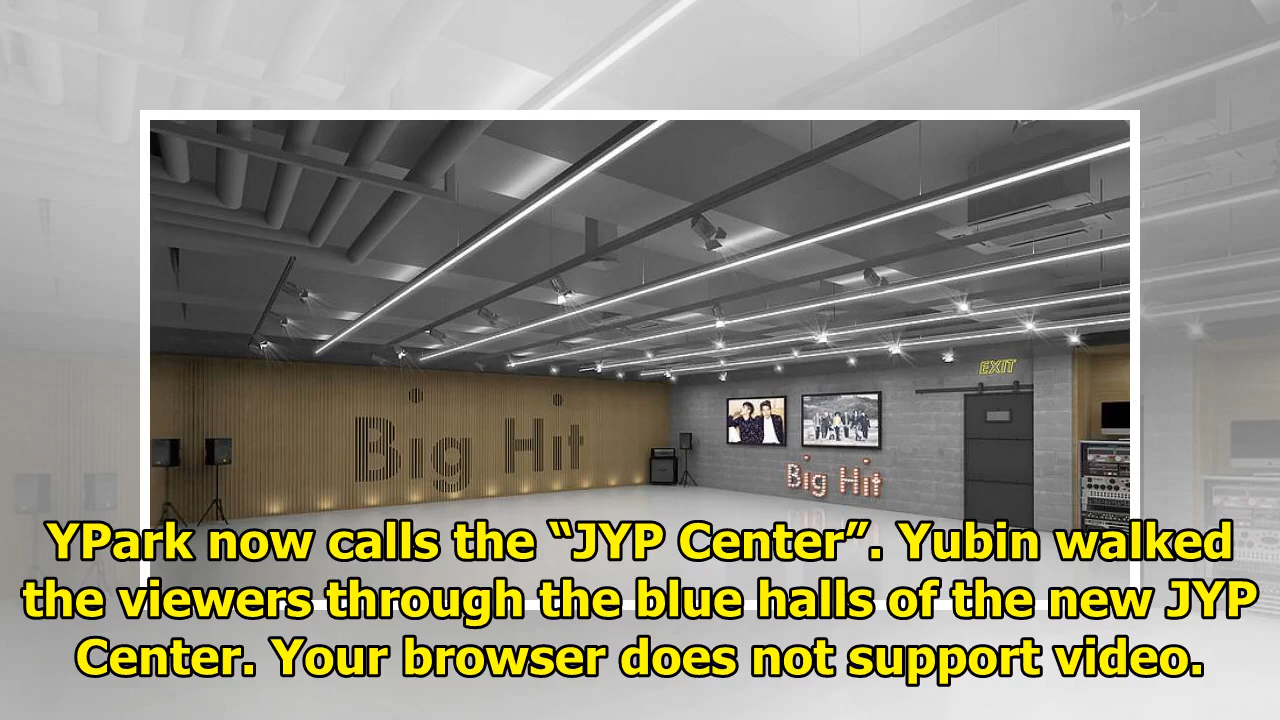 EXIT
Big Hit
Big Hit
YPark now calls the “JYP Center”. Yubin walked
the viewers through the blue halls of the new JYP
Center. Your browser does not support video.